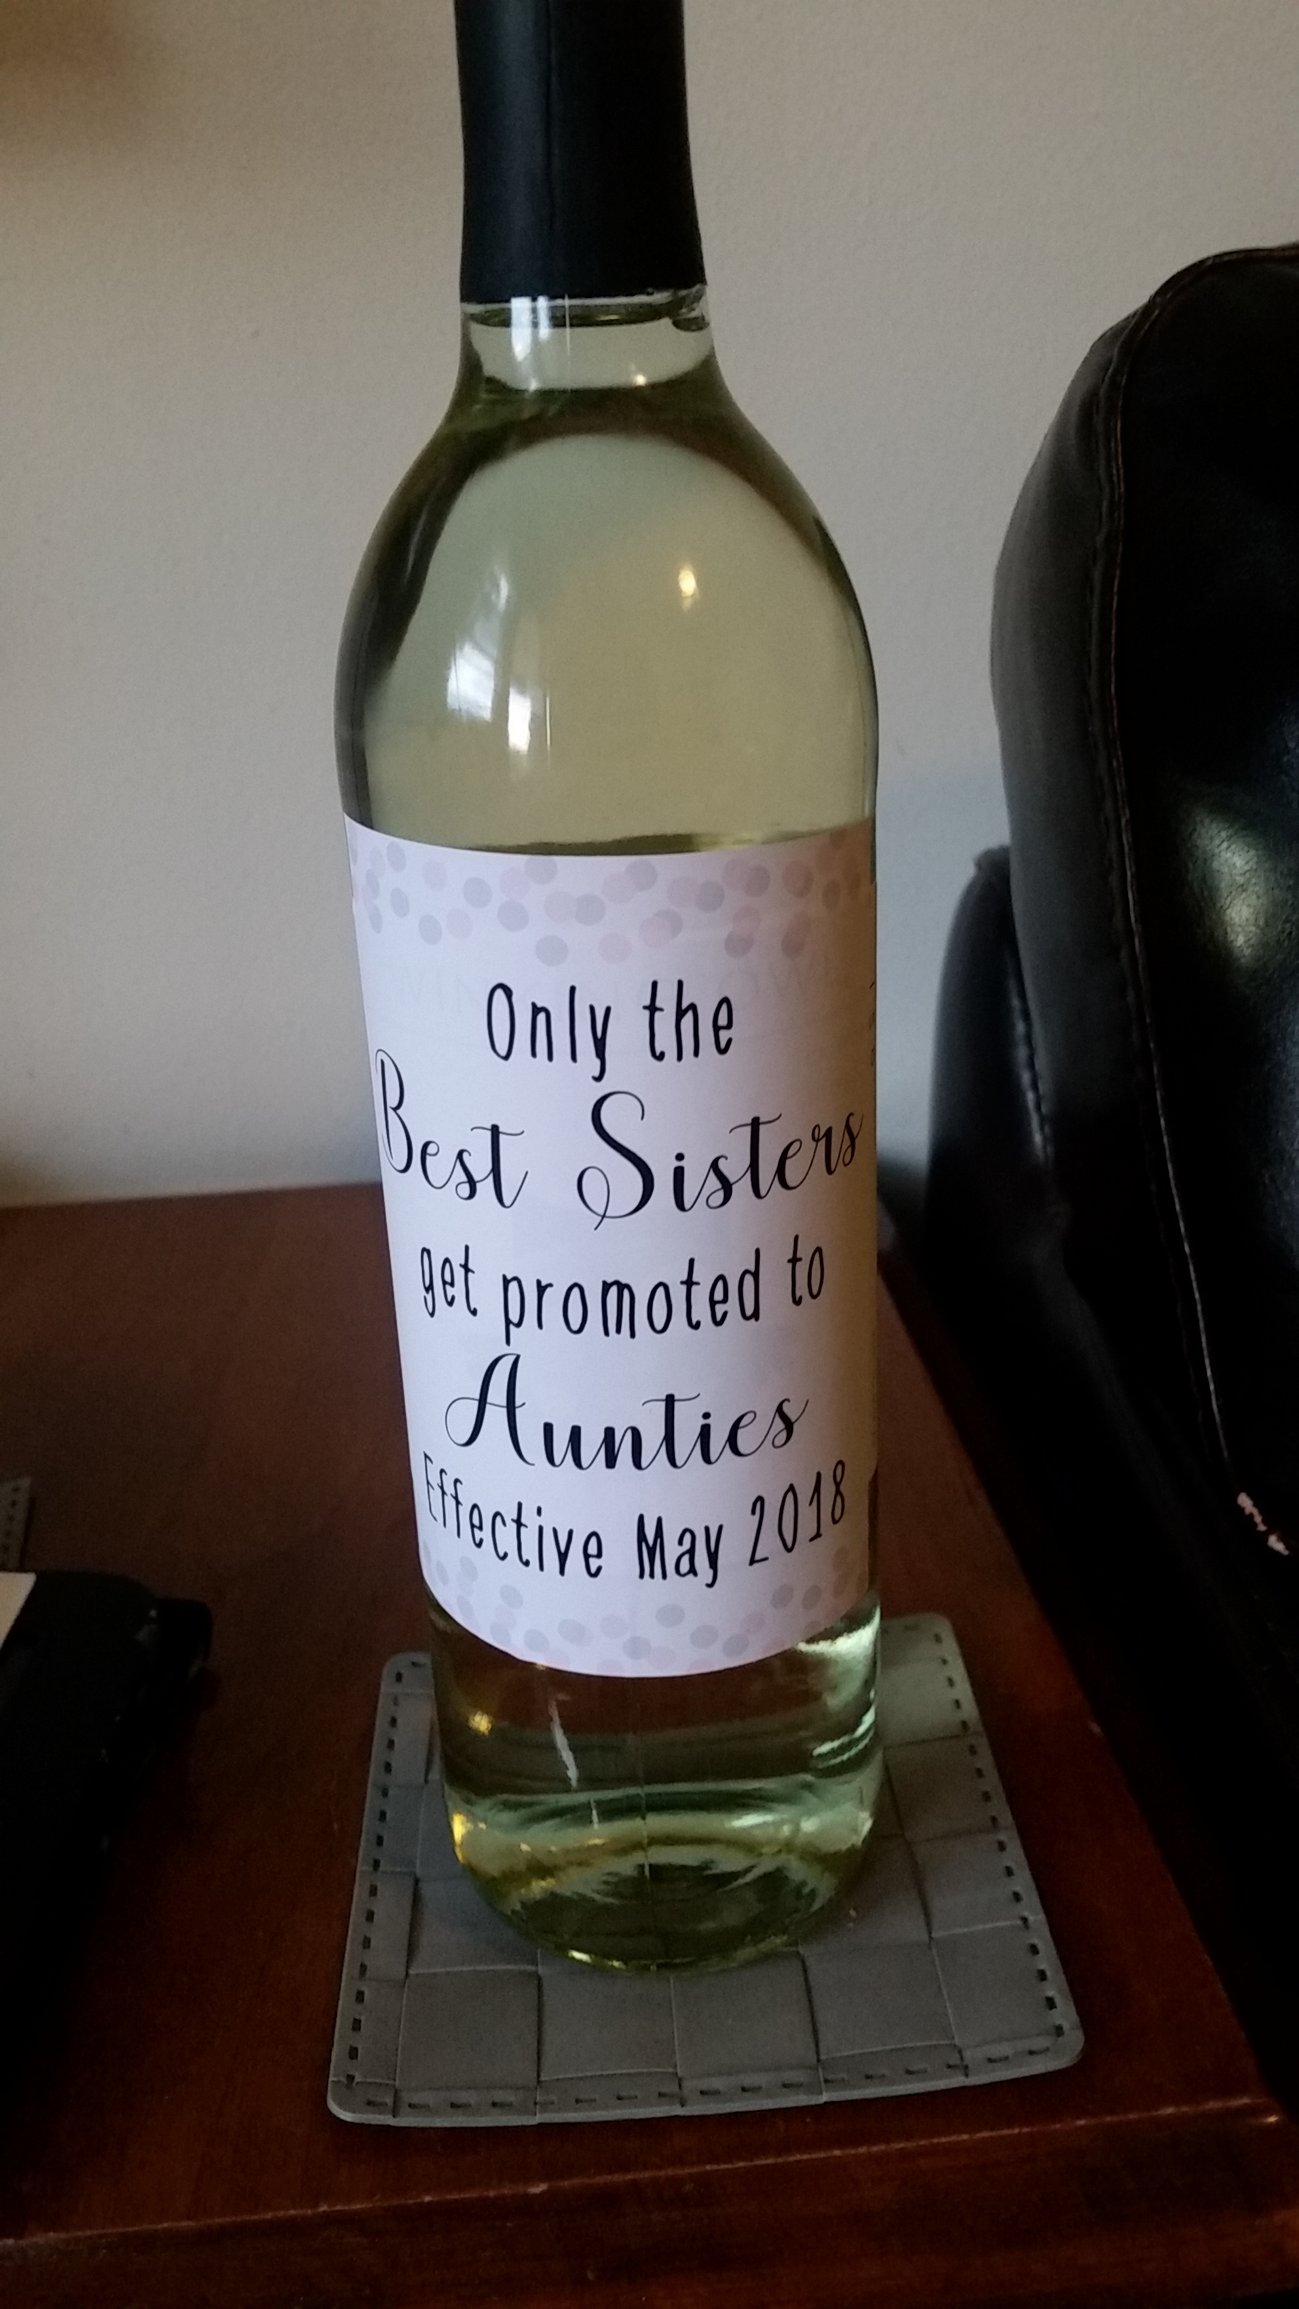 Only the
Best Sisters
get promoted to
Aunties
Effective May 2018